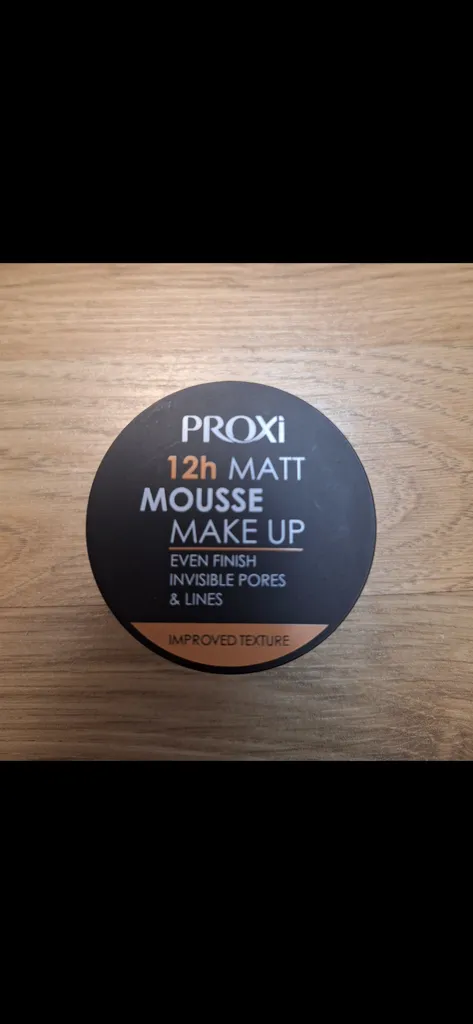 PROXi
12h MATT
MOUSSE
MAKE UP
EVEN FINISH
INVISIBLE PORES
& LINES
IMPROVED TEXTURE